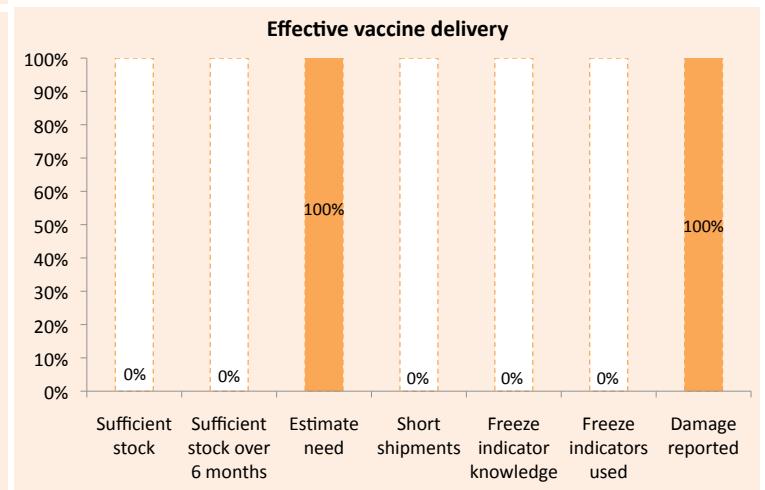 Effective vaccine delivery
100%
90%
80%
70%
60%
50%
40%
30%
20%
10%
0%
0%
0%
100%
0%
0%
0%
100%
Sufficient
stock
Sufficient
stock over
6 months
Estimate
need
Short
shipments
Freeze
indicator
knowledge
Freeze
indicators
used
Damage
reported